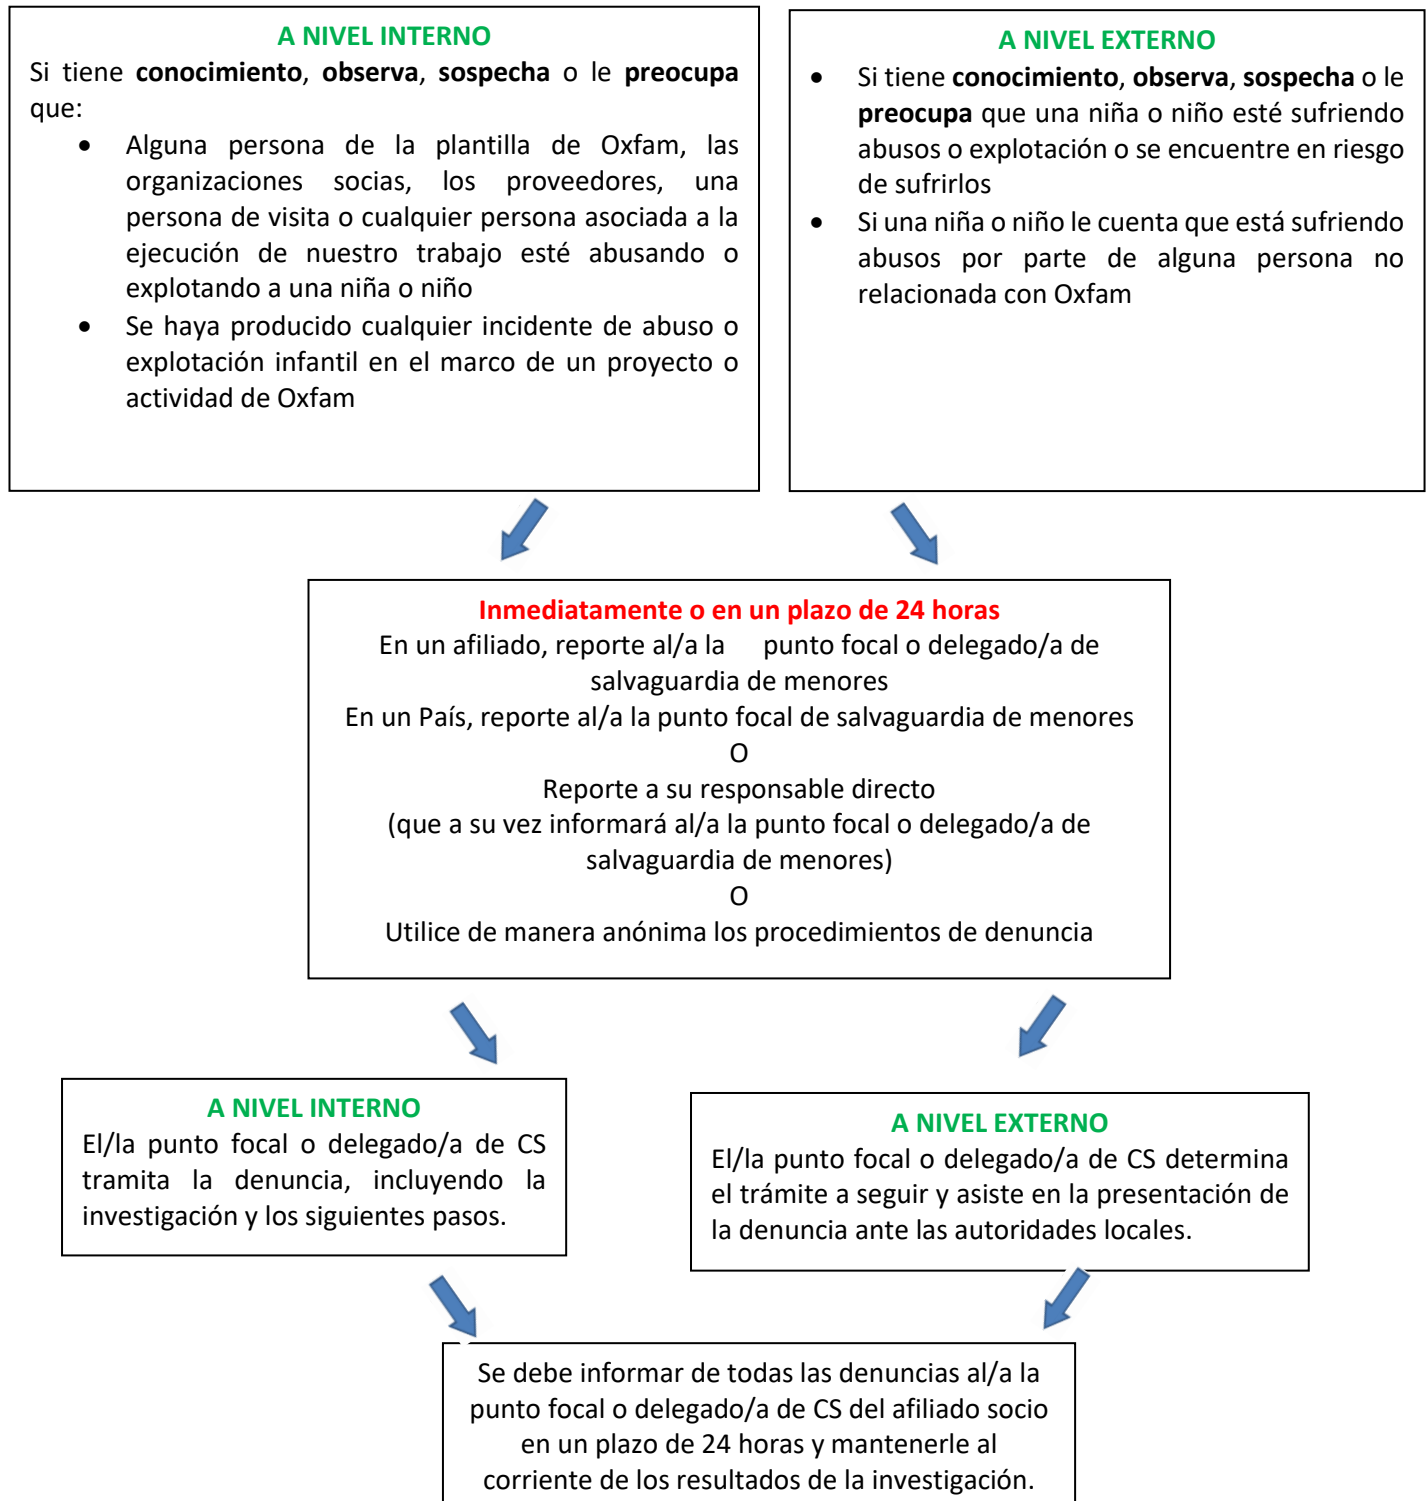 A NIVEL INTERNO
Si tiene conocimiento, observa, sospecha o le preocupa
que:
• Alguna persona de la plantilla de Oxfam, las
organizaciones socias, los proveedores, una
persona de visita o cualquier persona asociada a la
ejecución de nuestro trabajo esté abusando o
explotando a una niña o niño
• Se haya producido cualquier incidente de abuso o
explotación infantil en el marco de un proyecto o
actividad de Oxfam
A NIVEL EXTERNO
• Si tiene conocimiento, observa, sospecha o le
preocupa que una niña o niño esté sufriendo
abusos o explotación o se encuentre en riesgo
de sufrirlos
• Si una niña o niño le cuenta que está sufriendo
abusos por parte de alguna persona no
relacionada con Oxfam
Inmediatamente o en un plazo de 24 horas
En un afiliado, reporte al/a la punto focal o delegado/a de
salvaguardia de menores
En un País, reporte al/a la punto focal de salvaguardia de menores
O
Reporte a su responsable directo
(que a su vez informará al/a la punto focal o delegado/a de
salvaguardia de menores)
O
Utilice de manera anónima los procedimientos de denuncia
A NIVEL INTERNO
El/la punto focal o delegado/a de CS
tramita la denuncia, incluyendo la
investigación y los siguientes pasos.
A NIVEL EXTERNO
El/la punto focal o delegado/a de CS determina
el trámite a seguir y asiste en la presentación de
la denuncia ante las autoridades locales.
Se debe informar de todas las denuncias al/a la
punto focal o delegado/a de CS del afiliado socio
en un plazo de 24 horas y mantenerle al
corriente de los resultados de la investigación.